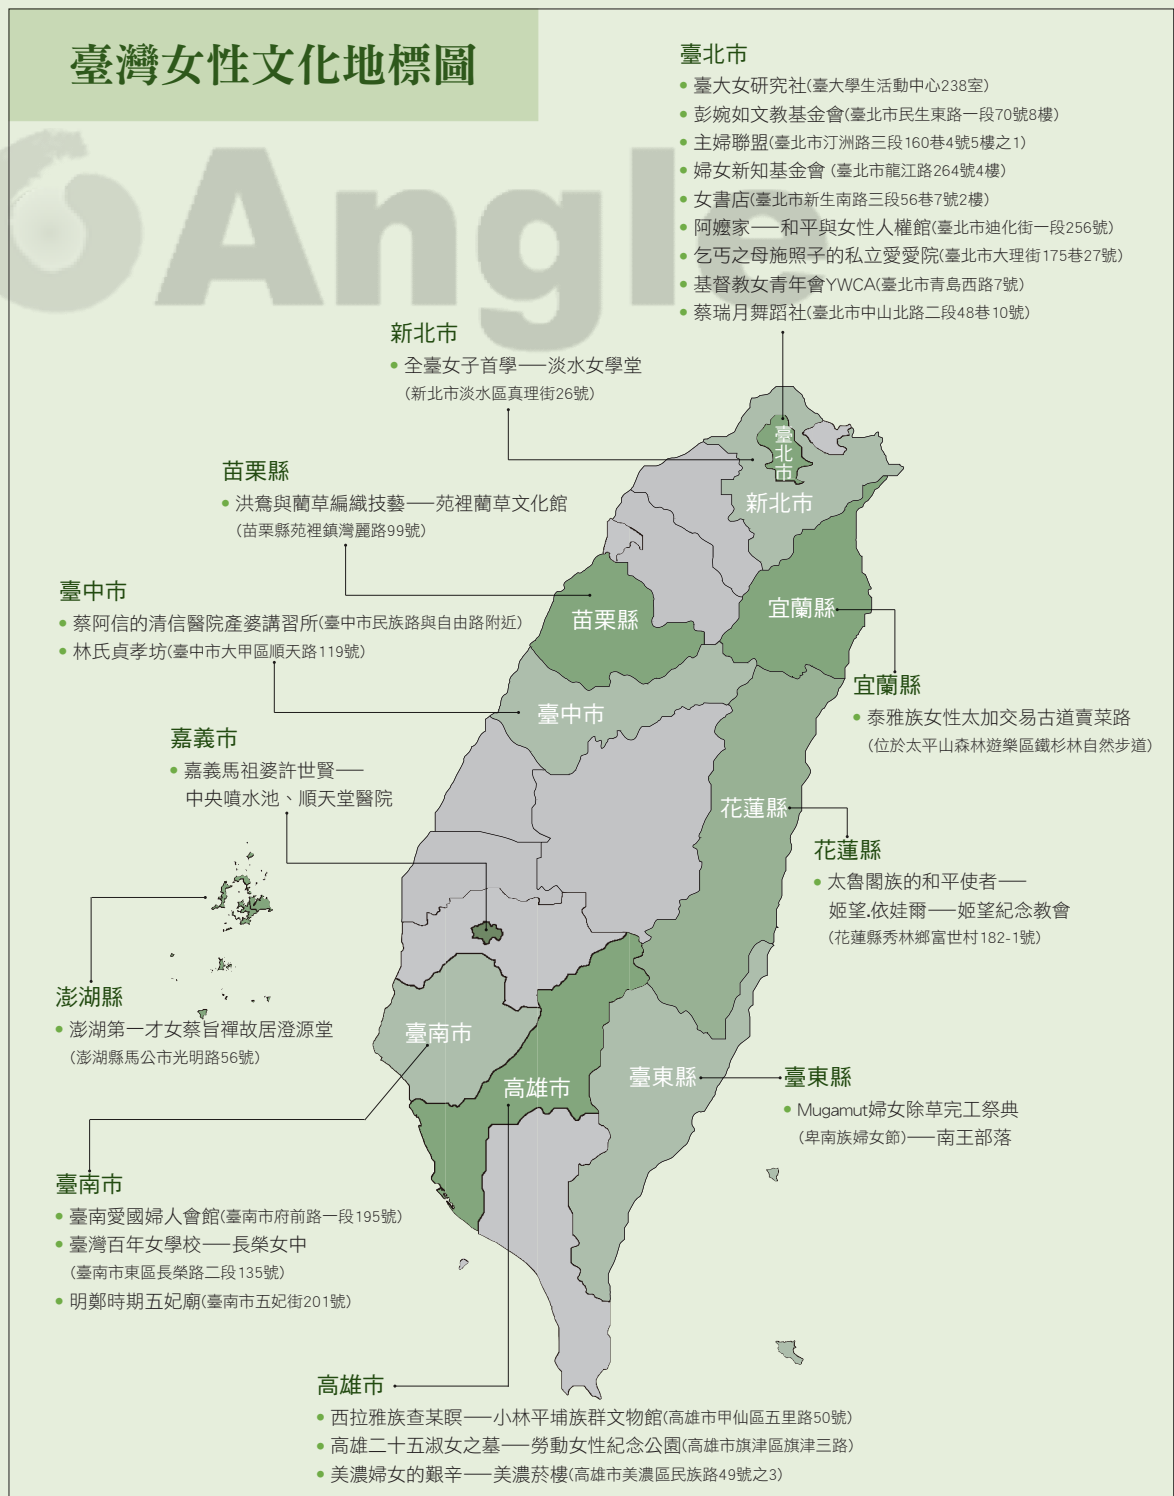 臺灣女性文化地標圖
Angle
臺北市
• 臺大女研究社(臺大學生活動中心238室)
• 彭婉如文教基金會(臺北市民生東路一段70號8樓)
• 主婦聯盟(臺北市汀洲路三段160巷4號5樓之1)
• 婦女新知基金會 (臺北市龍江路264號4樓)
• 女書店(臺北市新生南路三段56巷7號2樓)
• 阿嬤家──和平與女性人權館(臺北市迪化街一段256號)
• 乞丐之母施照子的私立愛愛院(臺北市大理街175巷27號)
• 基督教女青年會YWCA(臺北市青島西路7號)
• 蔡瑞月舞蹈社(臺北市中山北路二段48巷10號)
新北市
• 全臺女子首學──淡水女學堂
(新北市淡水區真理街26號)
臺北市
新北市
苗栗縣
• 洪鴦與藺草編織技藝──苑裡藺草文化館
(苗栗縣苑裡鎮灣麗路99號)
臺中市
• 蔡阿信的清信醫院產婆講習所(臺中市民族路與自由路附近)
• 林氏貞孝坊(臺中市大甲區順天路119號)
苗栗縣
宜蘭縣
宜蘭縣
• 泰雅族女性太加交易古道賣菜路
(位於太平山森林遊樂區鐵杉林自然步道)
臺中市
嘉義市
• 嘉義馬祖婆許世賢──
中央噴水池、順天堂醫院
花蓮縣
花蓮縣
• 太魯閣族的和平使者──
姬望.依娃爾──姬望紀念教會
(花蓮縣秀林鄉富世村182-1號)
澎湖縣
• 澎湖第一才女蔡旨禪故居澄源堂
(澎湖縣馬公市光明路56號)
臺南市
高雄市
臺東縣
臺東縣
• Mugamut婦女除草完工祭典
(卑南族婦女節)──南王部落
臺南市
• 臺南愛國婦人會館(臺南市府前路一段195號)
• 臺灣百年女學校──長榮女中
(臺南市東區長榮路二段135號)
• 明鄭時期五妃廟(臺南市五妃街201號)
高雄市
• 西拉雅族查某暝──小林平埔族群文物館(高雄市甲仙區五里路50號)
• 高雄二十五淑女之墓──勞動女性紀念公園(高雄市旗津區旗津三路)
• 美濃婦女的艱辛──美濃菸樓(高雄市美濃區民族路49號之3)